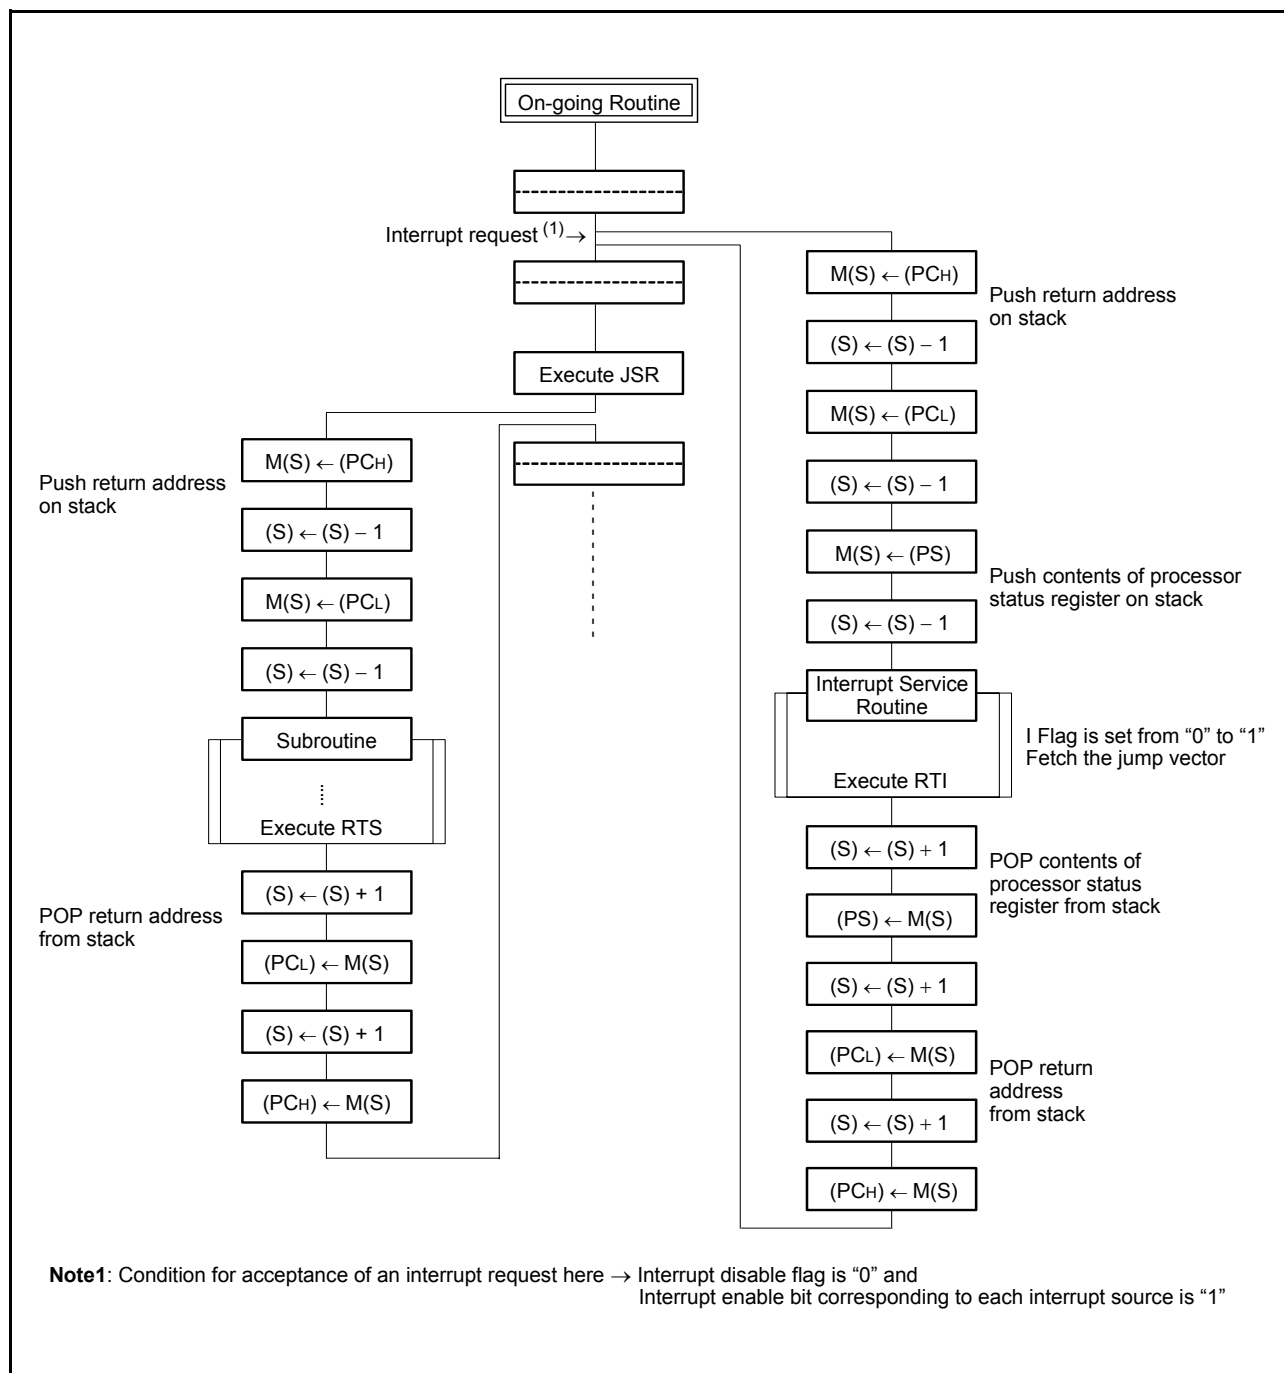 On-going Routine
Interrupt request (1) →
Execute JSR
Push return address
on stack
M(S) ← (PCH)
(S) ← (S) − 1
M(S) ← (PCL)
(S) ← (S) − 1
Subroutine
Execute RTS
POP return address
from stack
(S) ← (S) + 1
(PCL) ← M(S)
(S) ← (S) + 1
(PCH) ← M(S)
M(S) ← (PCH)
Push return address
on stack
(S) ← (S) − 1
M(S) ← (PCL)
(S) ← (S) − 1
M(S) ← (PS)
Push contents of processor
status register on stack
(S) ← (S) − 1
Interrupt Service
Routine
I Flag is set from “0” to “1”
Fetch the jump vector
Execute RTI
(S) ← (S) + 1
POP contents of
processor status
register from stack
(PS) ← M(S)
(S) ← (S) + 1
(PCL) ← M(S)
POP return
address
from stack
(S) ← (S) + 1
(PCH) ← M(S)
Note1: Condition for acceptance of an interrupt request here → Interrupt disable flag is “0” and
Interrupt enable bit corresponding to each interrupt source is “1”